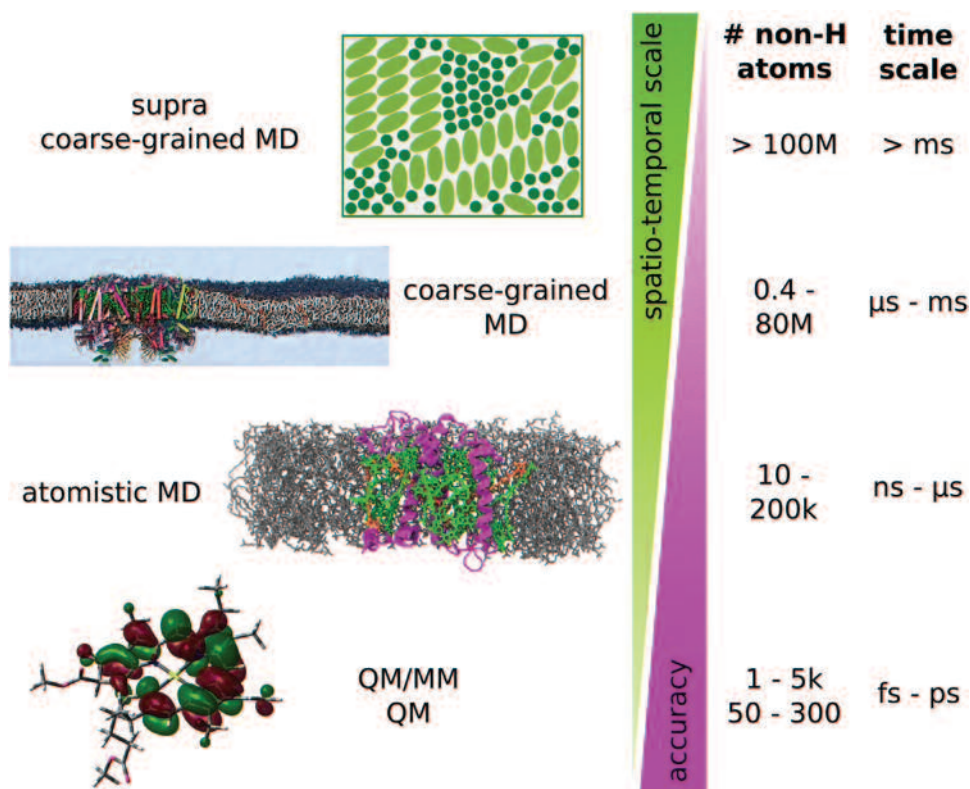 # non-H
atoms
time
scale
supra
coarse-grained MD
> 100M
> ms
spatio-temporal scale
coarse-grained
MD
0.4 -
80M
µs - ms
atomistic MD
10 -
200k
ns - µs
QM/MM
QM
1 - 5k
50 - 300
fs - ps
accuracy